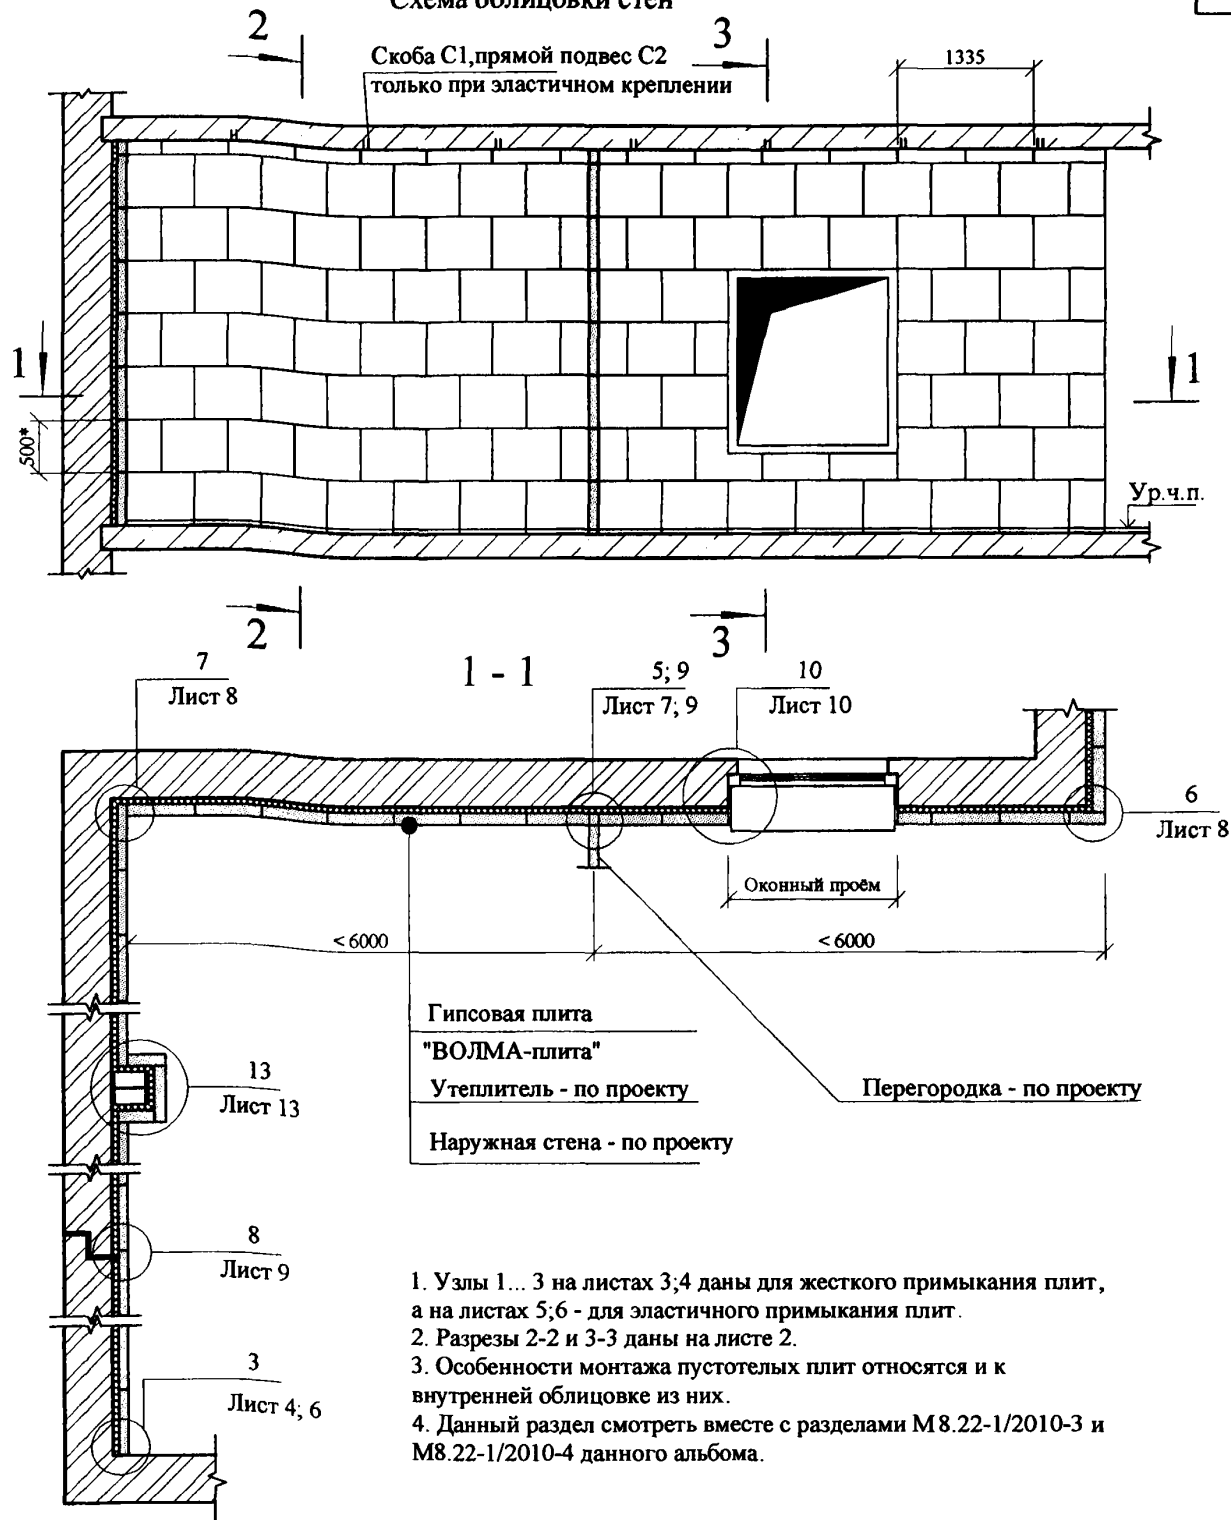 Схема облицовки стен
2
3
Скоба С1,прямой подвес С2
только при эластичном креплении
1335
1
1
500*
Ур.ч.п.
2
3
1 - 1
7
Лист 8
5; 9
Лист 7; 9
10
Лист 10
6
Лист 8
Оконный проём
< 6000
< 6000
Гипсовая плита
"ВОЛМА-плита"
Утеплитель - по проекту
Наружная стена - по проекту
Перегородка - по проекту
13
Лист 13
8
Лист 9
3
Лист 4; 6
1. Узлы 1... 3 на листах 3;4 даны для жесткого примыкания плит,
а на листах 5;6 - для эластичного примыкания плит.
2. Разрезы 2-2 и 3-3 даны на листе 2.
3. Особенности монтажа пустотелых плит относятся и к
внутренней облицовке из них.
4. Данный раздел смотреть вместе с разделами М8.22-1/2010-3 и
М8.22-1/2010-4 данного альбома.